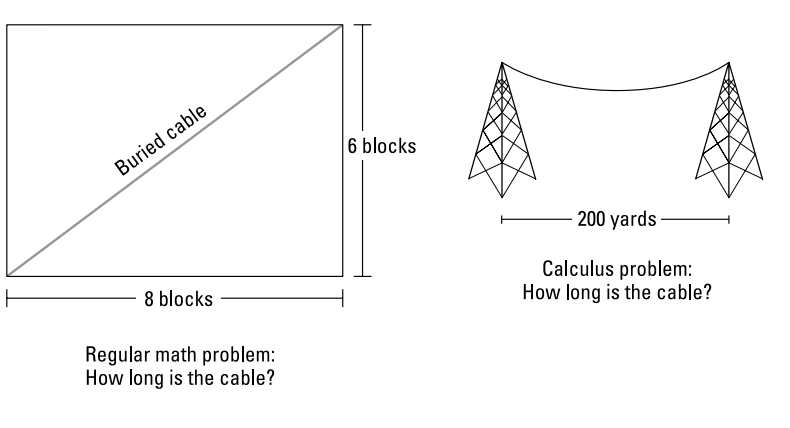 Buried cable
6 blocks
8 blocks
Regular math problem:
How long is the cable?
200 yards
Calculus problem:
How long is the cable?